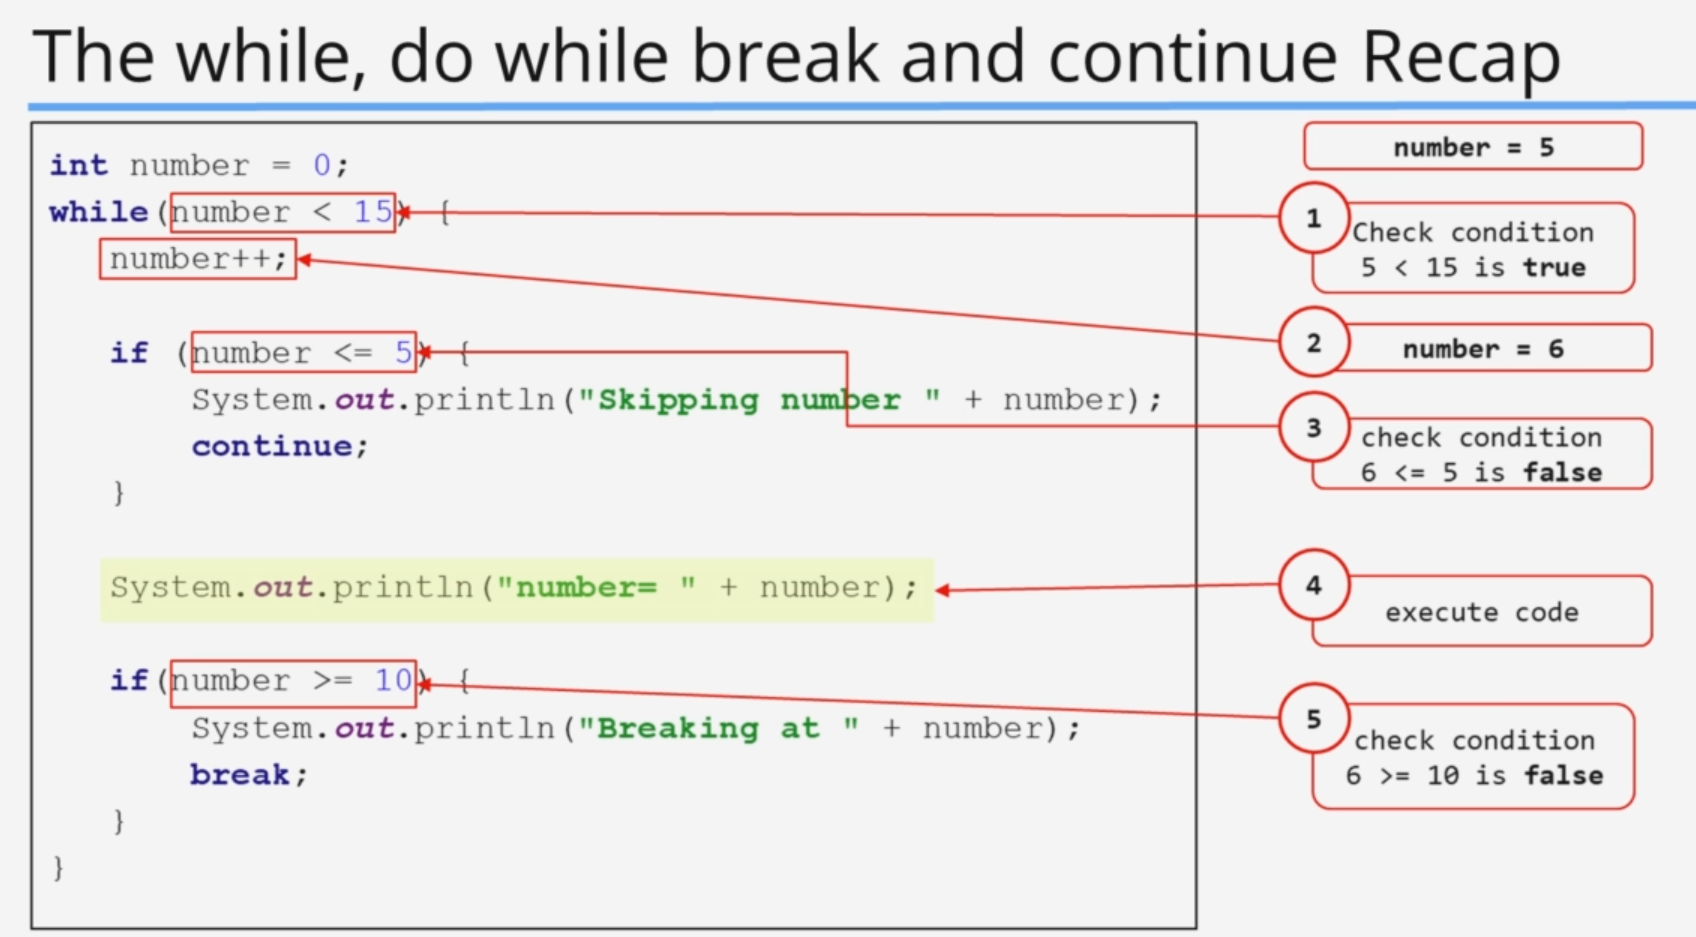 The while, do while break and continue Recap
int number = 0;
while(number < 15) {
number++;
if (number <= 5) {
System.out.println("Skipping number " + number);
continue;
}
System.out.println("number= " + number);
if(number >= 10) {
System.out.println("Breaking at " + number);
break;
}
}
number = 5
1
Check condition
5 < 15 is true
2
number = 6
3
check condition
6 <= 5 is false
4
execute code
5
check condition
6 >= 10 is false